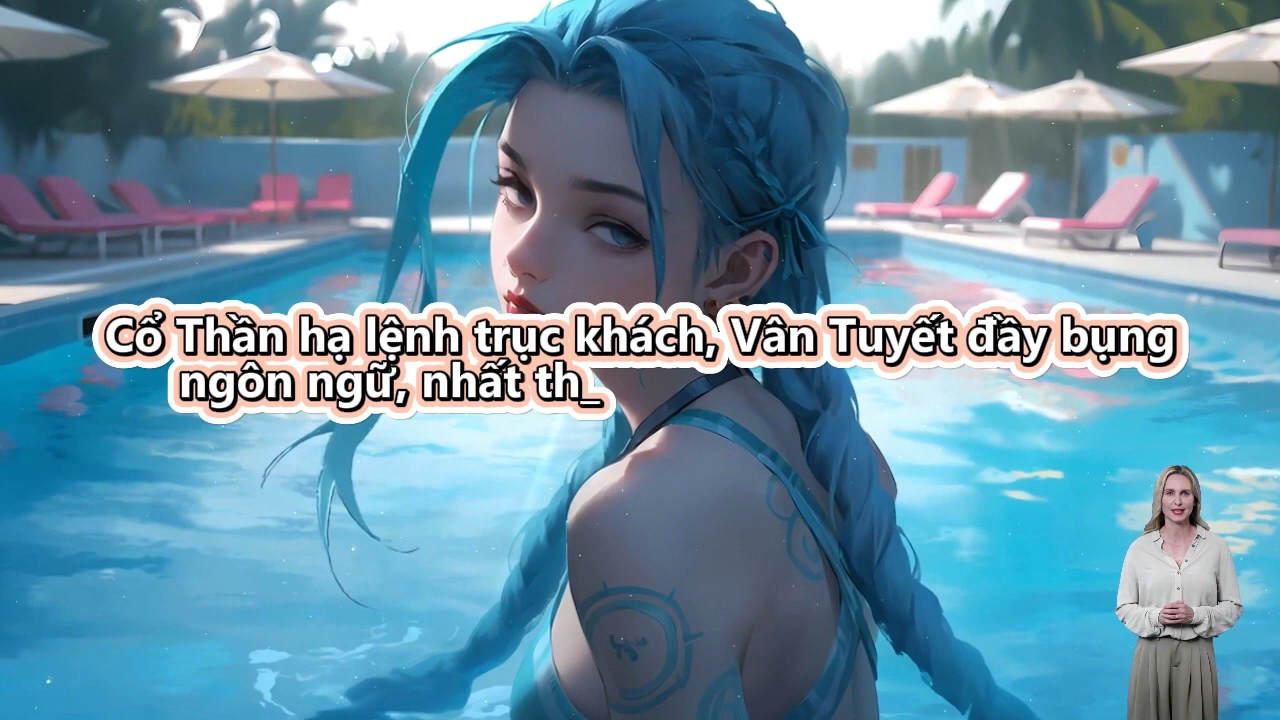 Cổ Thần hạ lệnh trục khách, Vân Tuyết đầy bụng
ngôn ngữ, nhất th_